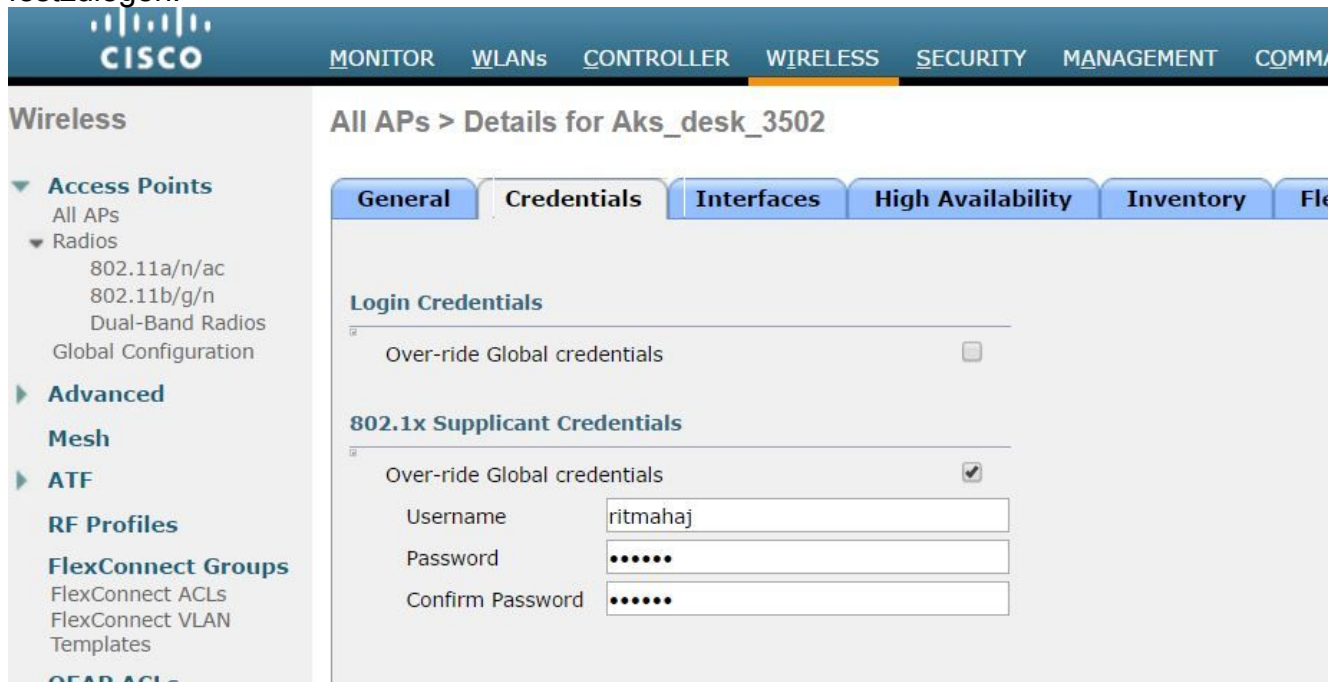 CISCO
MONITOR WLANs CONTROLLER WIRELESS SECURITY MANAGEMENT
Wireless
Access Points
All APs
Radios
802.11a/n/ac
802.11b/g/n
Dual-Band Radios
Global Configuration
Advanced
Mesh
ATF
RF Profiles
FlexConnect Groups
FlexConnect ACLs
FlexConnect VLAN
Templates
All APs > Details for Aks_desk_3502
General Credentials Interfaces High Availability Inventory
Login Credentials
Over-ride Global credentials
802.1x Supplicant Credentials
Over-ride Global credentials
Username ritmahaj
Password ••••••
Confirm Password ••••••